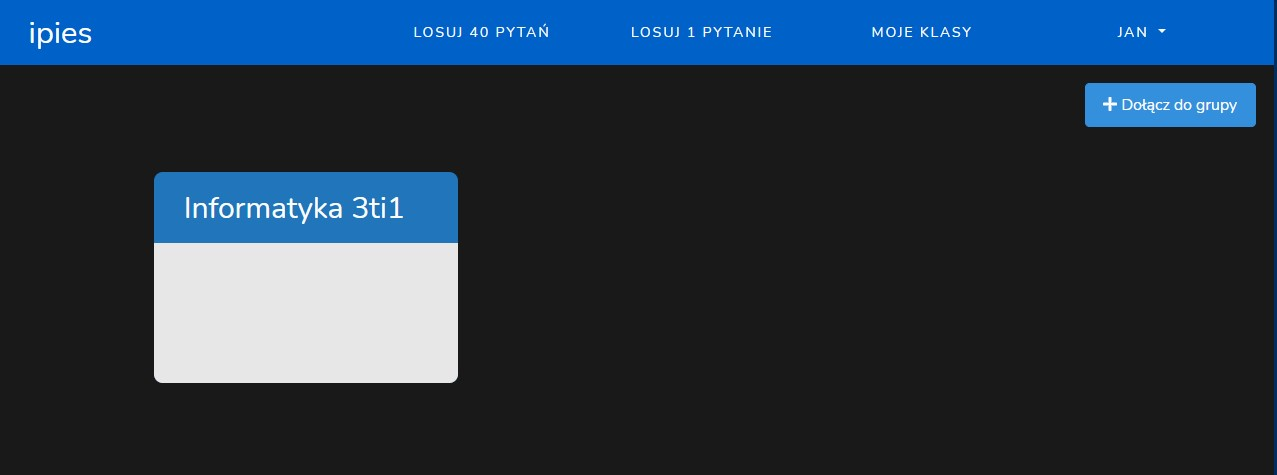 ipies
LOSUJ 40 PYTAŃ
LOSUJ 1 PYTANIE
MOJE KLASY
JAN
Dołącz do grupy
Informatyka 3ti1